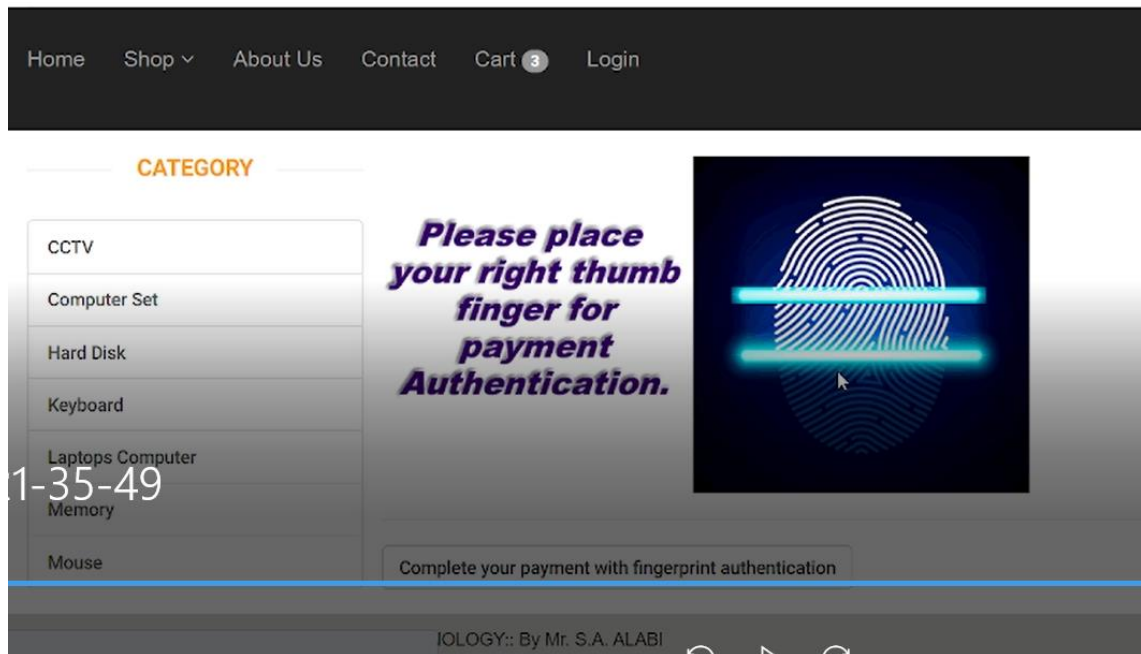 Home Shop About Us Contact Cart 3 Login
CATEGORY
CCTV
Computer Set
Hard Disk
Keyboard
Laptops Computer
Memory
Mouse
Please place
your right thumb
finger for
payment
Authentication.
Complete your payment with fingerprint authentication
1-35-49
IOLOGY:: By Mr. S.A. ALABI